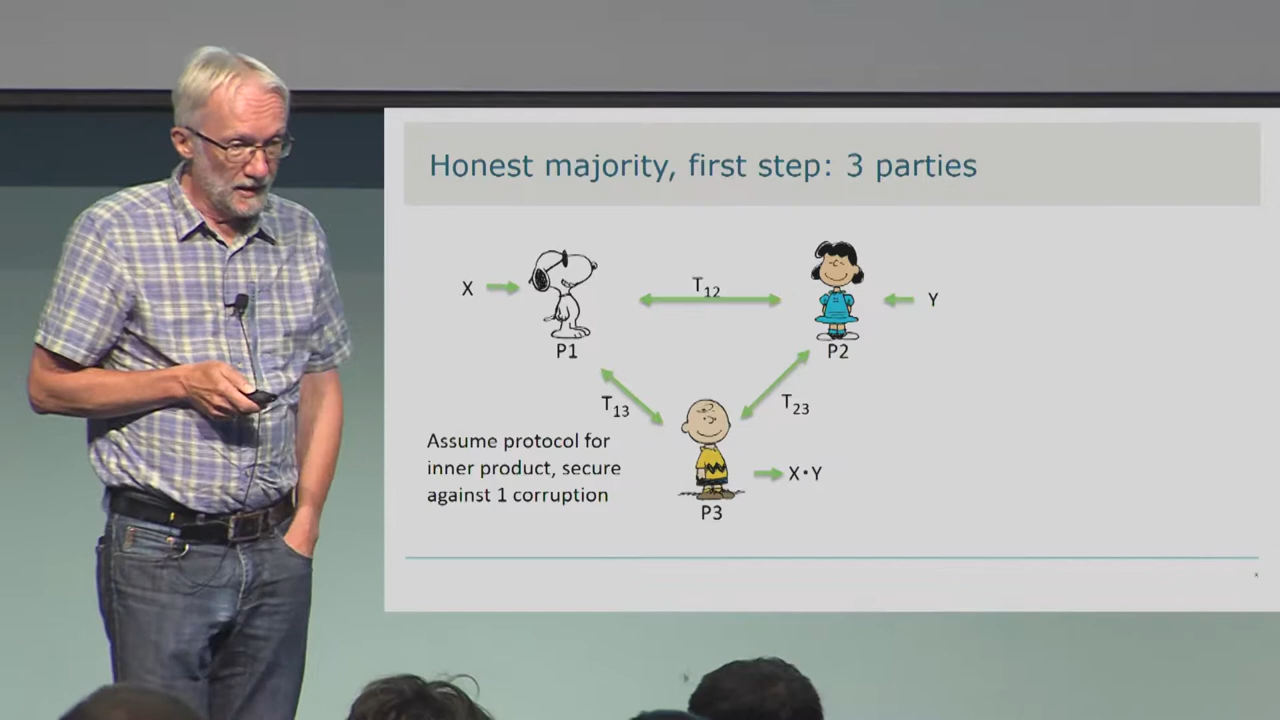 Honest majority, first step: 3 parties
X
T12
Y
P1
P2
T13
T23
Assume protocol for
inner product, secure
against 1 corruption
X·Y
P3